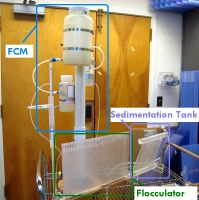 FCM
Sedimentation Tank
Flocculator